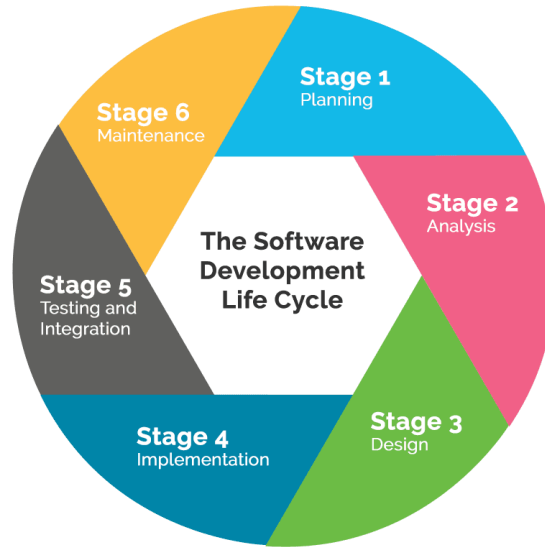 The Software
Development
Life Cycle
Stage 1
Planning
Stage 2
Analysis
Stage 3
Design
Stage 4
Implementation
Stage 5
Testing and
Integration
Stage 6
Maintenance